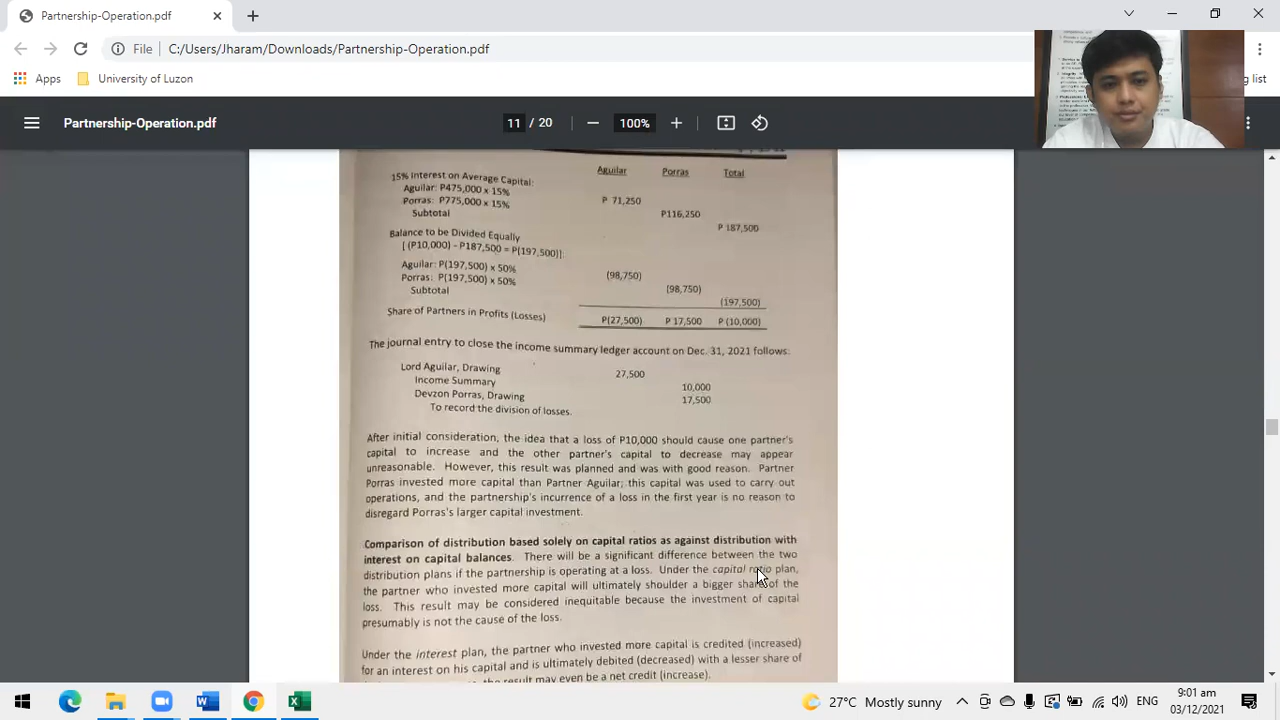 Partnership-Operation.pdf
File C:/Users/Jharam/Downloads/Partnership-Operation.pdf
Apps University of Luzon
ng list
Partnership-Operation.pdf 11 / 20 100%
Aguilar Porras Total
15% Interest on Average Capital:
Aguilar: P475,000 x 15% P 71,250
Porras: P775,000 x 15% P116,250
Subtotal P 187,500
Balance to be Divided Equally
[ (P10,000) - P187,500 = P(197,500)]:
Aguilar: P(197,500) x 50% (98,750)
Porras: P(197,500) x 50% (98,750)
Subtotal (197,500)
Share of Partners in Profits (Losses) P(27,500) P 17,500 P (10,000)
The journal entry to close the income summary ledger account on Dec. 31, 2021 follows:
Lord Aguilar, Drawing 27,500
Income Summary 10,000
Devzon Porras, Drawing 17,500
To record the division of losses.
After initial consideration, the idea that a loss of P10,000 should cause one partner's
capital to increase and the other partner's capital to decrease may appear
unreasonable. However, this result was planned and was with good reason. Partner
Porras invested more capital than Partner Aguilar; this capital was used to carry out
operations, and the partnership's incurrence of a loss in the first year is no reason to
disregard Porras's larger capital investment.
Comparison of distribution based solely on capital ratios as against distribution with
interest on capital balances. There will be a significant difference between the two
distribution plans if the partnership is operating at a loss. Under the capital ratio plan,
the partner who invested more capital will ultimately shoulder a bigger share of the
loss. This result may be considered inequitable because the investment of capital
presumably is not the cause of the loss.
Under the interest plan, the partner who invested more capital is credited (increased)
for an interest on his capital and is ultimately debited (decreased) with a lesser share of
the result may even be a net credit (increase).
27°C Mostly sunny ENG 9:01 am
03/12/2021